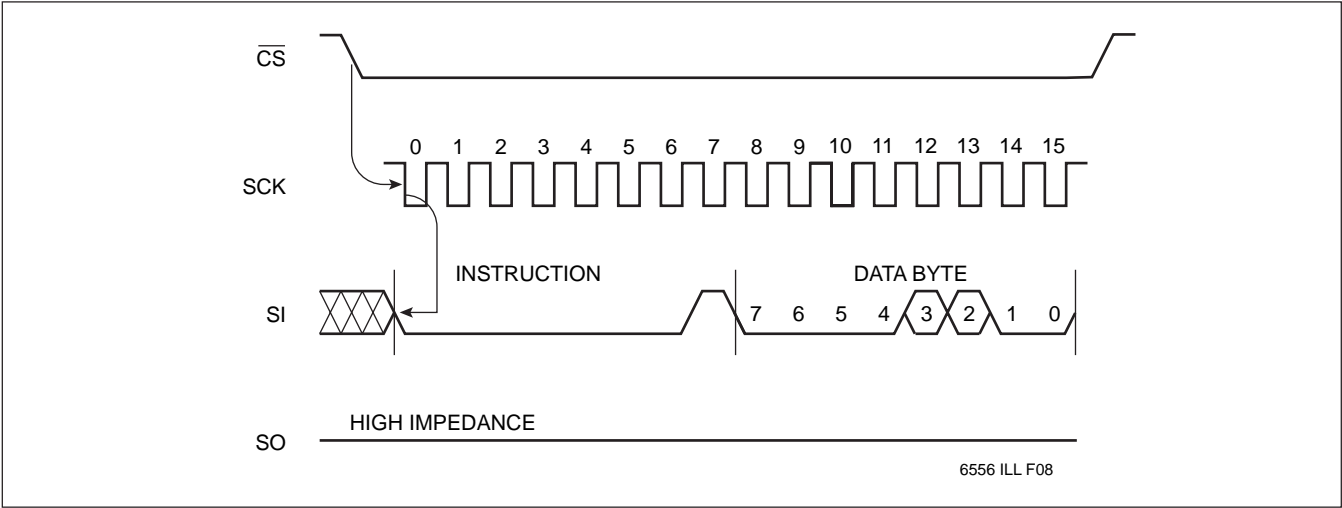 CS
0 1 2 3 4 5 6 7 8 9 10 11 12 13 14 15
SCK
INSTRUCTION DATA BYTE
SI 7 6 5 4 3 2 1 0
HIGH IMPEDANCE
SO
6556 ILL F08